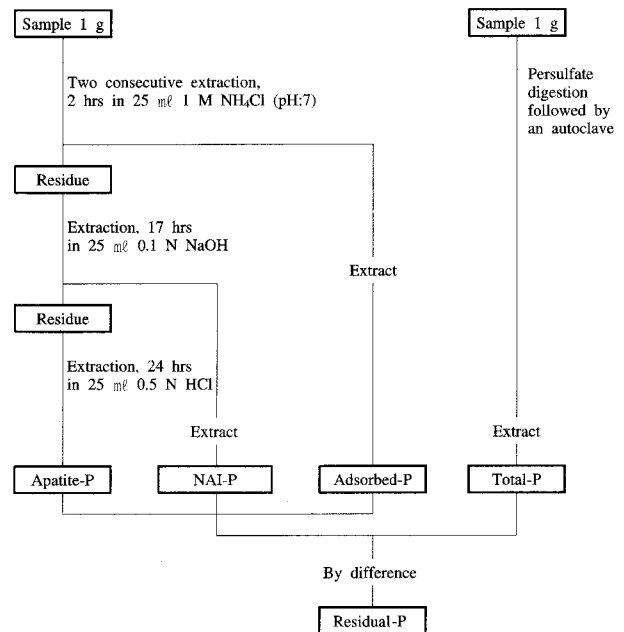 Sample 1 g
Sample 1 g
Two consecutive extraction,
2 hrs in 25 ㎖ 1 M NH₄Cl (pH:7)
Persulfate
digestion
followed by
an autoclave
Residue
Extraction, 17 hrs
in 25 ㎖ 0.1 N NaOH
Extract
Residue
Extraction, 24 hrs
in 25 ㎖ 0.5 N HCl
Extract
Extract
Apatite-P
NAI-P
Adsorbed-P
Total-P
By difference
Residual-P